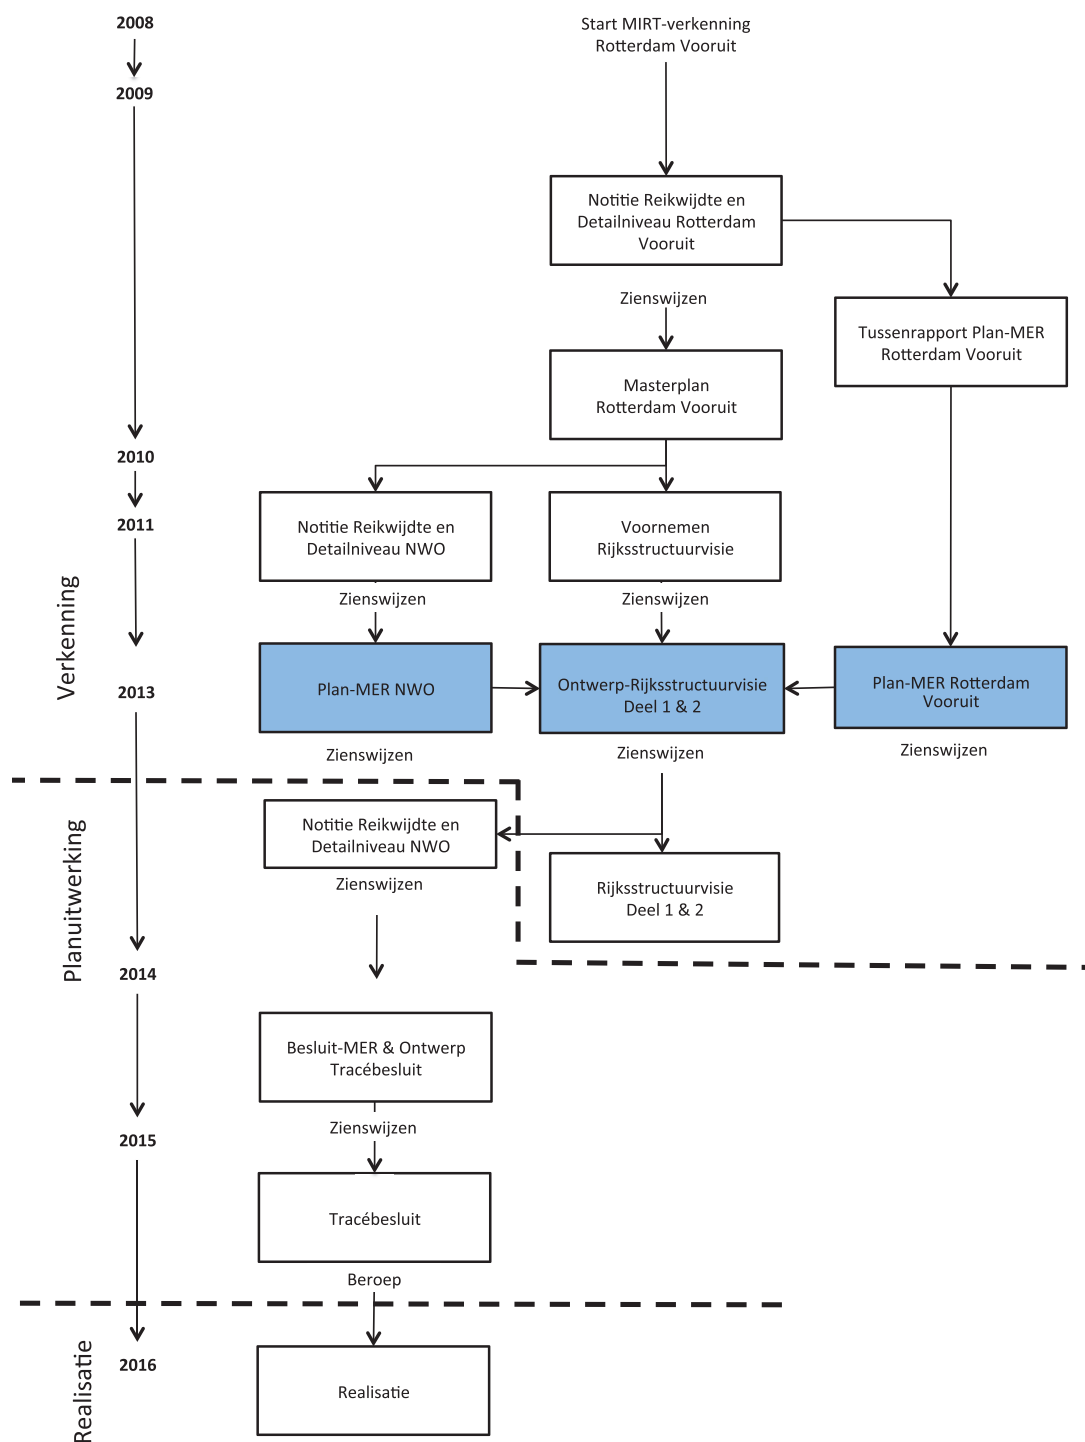 2008
Start MIRT-verkenning
Rotterdam Vooruit
2009
Notitie Reikwijdte en
Detailniveau Rotterdam
Vooruit
Zienswijzen
Tussenrapport Plan-MER
Rotterdam Vooruit
Masterplan
Rotterdam Vooruit
2010
2011
Notitie Reikwijdte en
Detailniveau NWO
Voornemen
Rijksstructuurvisie
Zienswijzen
Zienswijzen
Verkenning
2013
Plan-MER NWO
Ontwerp-Rijksstructuurvisie
Deel 1 & 2
Plan-MER Rotterdam
Vooruit
Zienswijzen
Zienswijzen
Zienswijzen
Planuitwerking
Notitie Reikwijdte en
Detailniveau NWO
Zienswijzen
Rijksstructuurvisie
Deel 1 & 2
2014
Besluit-MER & Ontwerp
Tracébesluit
Zienswijzen
2015
Tracébesluit
Beroep
Realisatie
2016
Realisatie